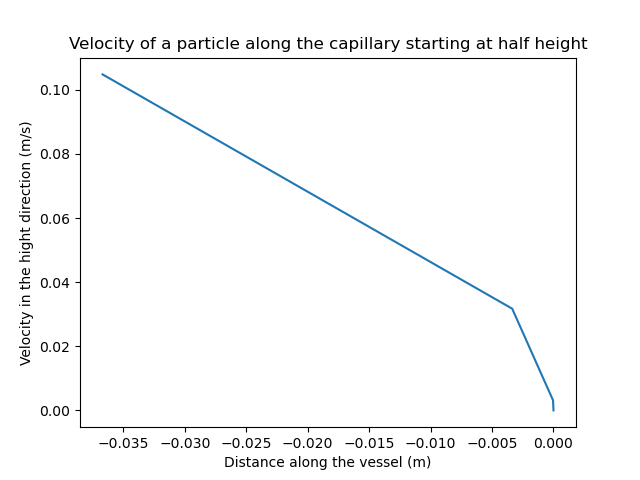 Velocity of a particle along the capillary starting at half height
0.10
0.08
0.06
0.04
0.02
0.00
Velocity in the hight direction (m/s)
−0.035 −0.030 −0.025 −0.020 −0.015 −0.010 −0.005 0.000
Distance along the vessel (m)